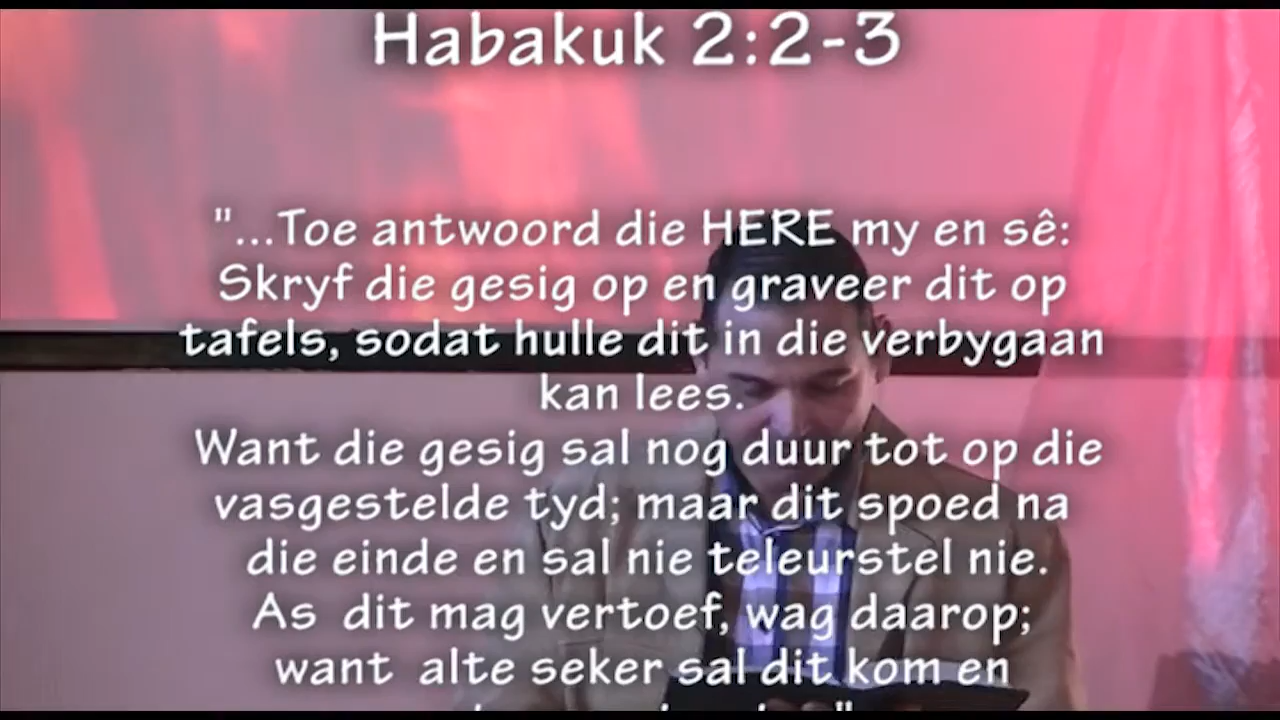 Habakuk 2:2-3
"...Toe antwoord die HERE my en sê:
Skryf die gesig op en graveer dit op
tafels, sodat hulle dit in die verbygaan
kan lees.
Want die gesig sal nog duur tot op die
vasgestelde tyd; maar dit spoed na
die einde en sal nie teleurstel nie.
As dit mag vertoef, wag daarop;
want alte seker sal dit kom en